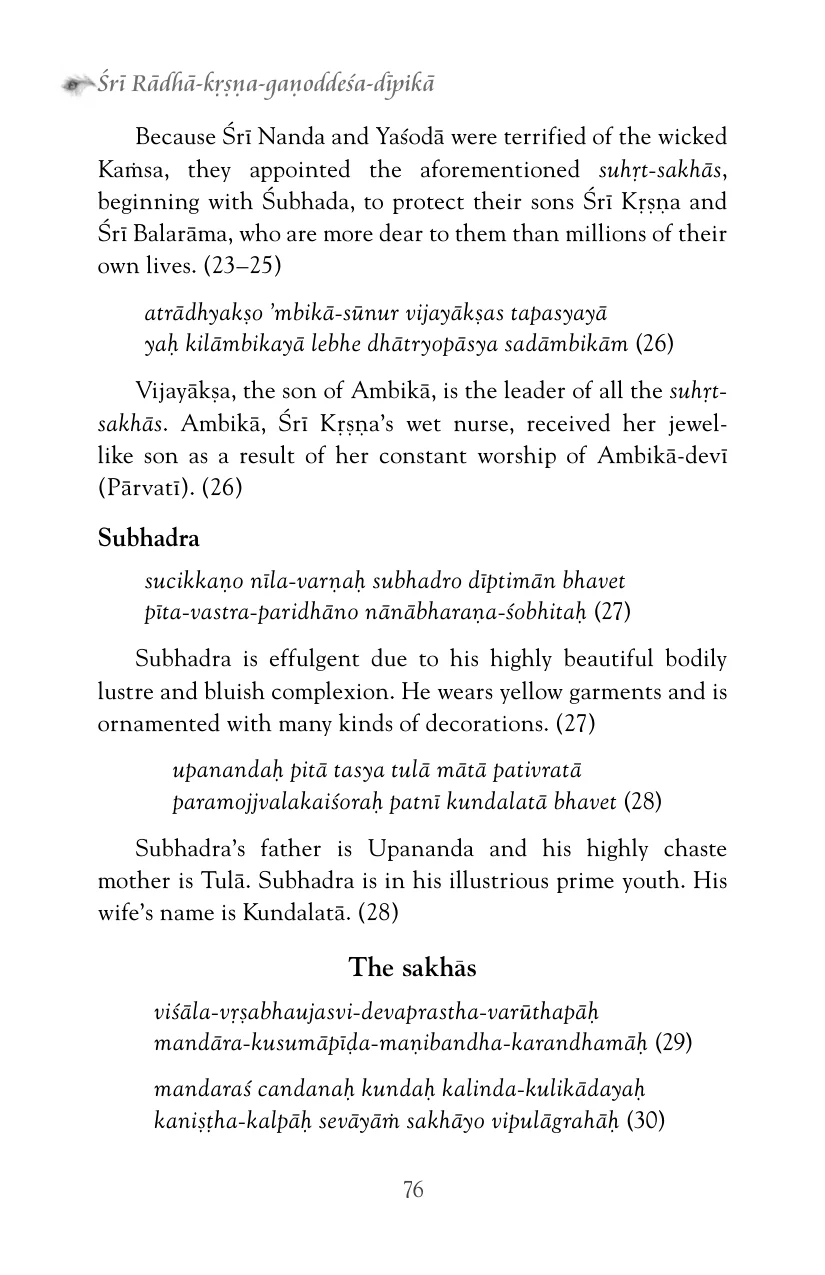 Śrī Rādhā-kṛṣṇa-gaṇoddeśa-dīpikā
Because Śrī Nanda and Yaśodā were terrified of the wicked
Kaṁsa, they appointed the aforementioned suhṛt-sakhās,
beginning with Śubhada, to protect their sons Śrī Kṛṣṇa and
Śrī Balarāma, who are more dear to them than millions of their
own lives. (23–25)
atrādhyakṣo ’mbikā-sūnur vijayākṣas tapasyayā
yaḥ kilāmbikayā lebhe dhātryopāsya sadāmbikām (26)
Vijayākṣa, the son of Ambikā, is the leader of all the suhṛt-
sakhās. Ambikā, Śrī Kṛṣṇa’s wet nurse, received her jewel-
like son as a result of her constant worship of Ambikā-devī
(Pārvatī). (26)
Subhadra
sucikkaṇo nīla-varṇaḥ subhadro dīptimān bhavet
pīta-vastra-paridhāno nānābharaṇa-śobhitaḥ (27)
Subhadra is effulgent due to his highly beautiful bodily
lustre and bluish complexion. He wears yellow garments and is
ornamented with many kinds of decorations. (27)
upanandaḥ pitā tasya tulā mātā pativratā
paramojjvalakaiśoraḥ patnī kundalatā bhavet (28)
Subhadra’s father is Upananda and his highly chaste
mother is Tulā. Subhadra is in his illustrious prime youth. His
wife’s name is Kundalatā. (28)
The sakhās
viśāla-vṛṣabhaujasvi-devaprastha-varūthapāḥ
mandāra-kusumāpīḍa-maṇibandha-karandhamāḥ (29)
mandaraś candanaḥ kundaḥ kalinda-kulikādayaḥ
kaniṣṭha-kalpāḥ sevāyāṁ sakhāyo vipulāgrahāḥ (30)
76